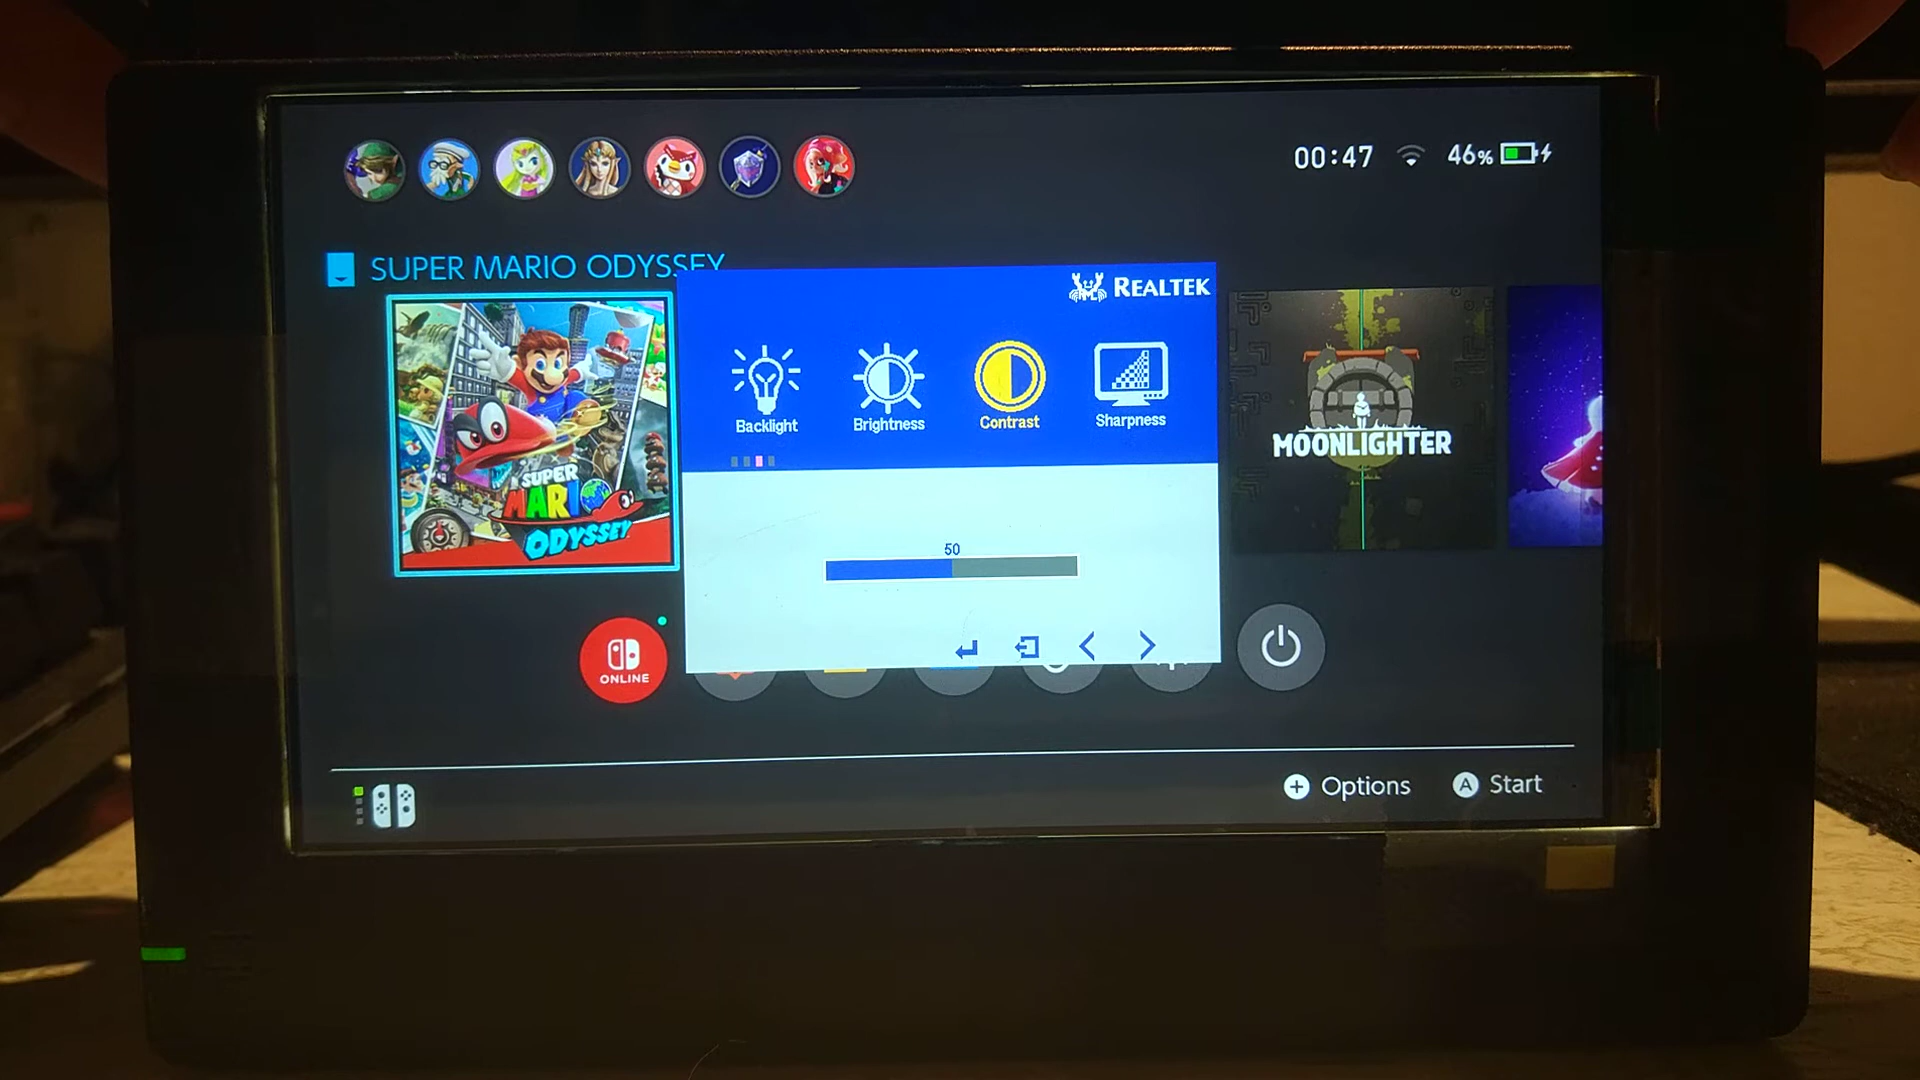 00:47 46%
SUPER MARIO ODYSSEY
REALTEK
Backlight Brightness Contrast Sharpness
SUPER
MARIO
ODYSSEY
MOONLIGHTER
50
ONLINE
+ Options A Start